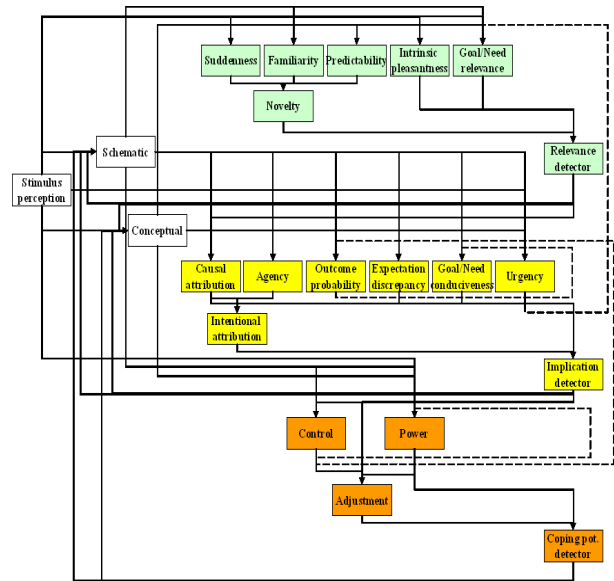 Suddenness
Familiarity
Predictability
Intrinsic
pleasantness
Goal/Need
relevance
Novelty
Schematic
Relevance
detector
Stimulus
perception
Conceptual
Causal
attribution
Agency
Outcome
probability
Expectation
discrepancy
Goal/Need
conduciveness
Urgency
Intentional
attribution
Implication
detector
Control
Power
Adjustment
Coping pot.
detector